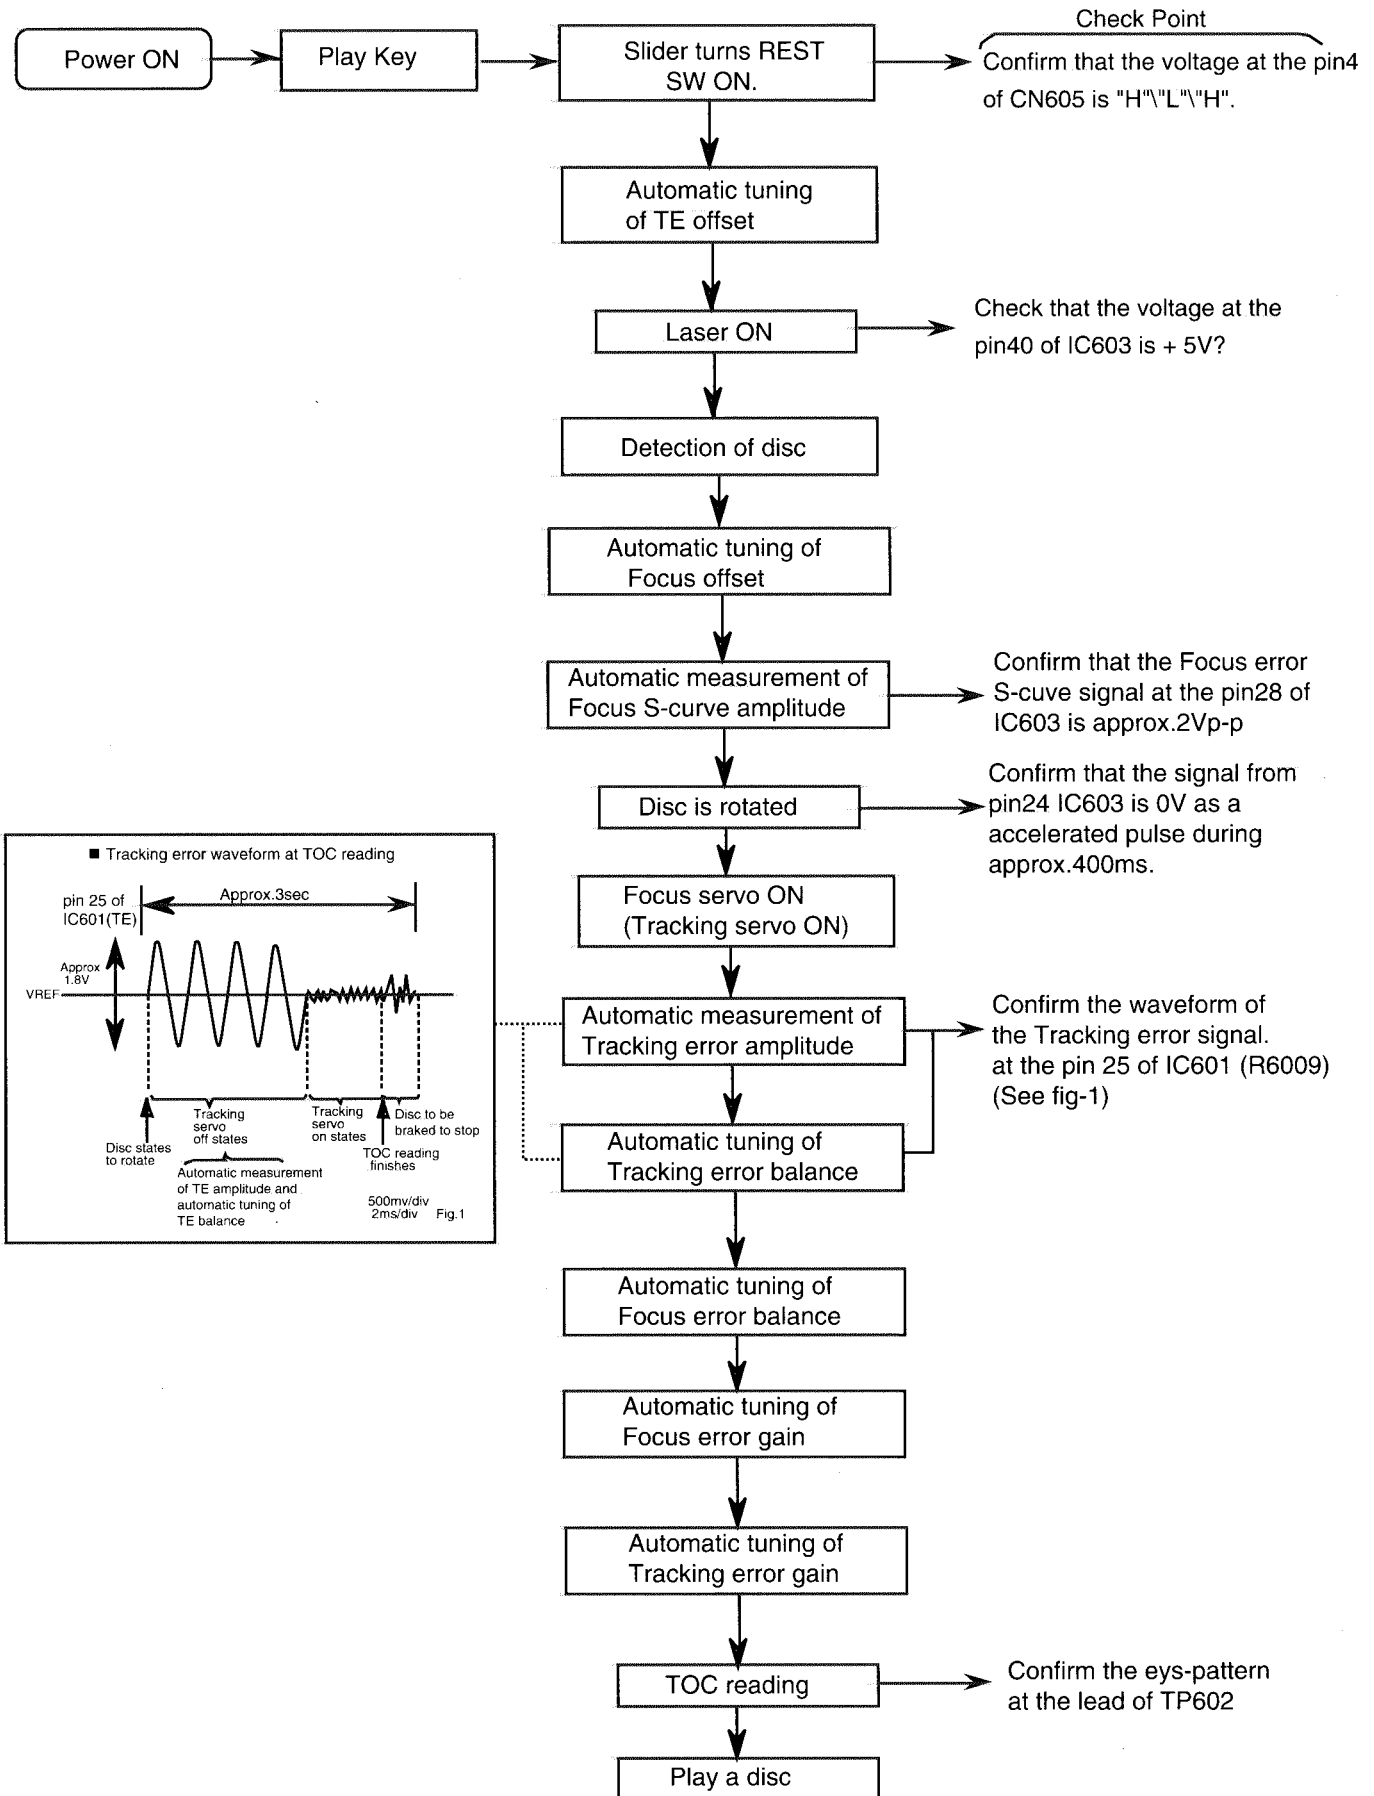 Check Point
Power ON
Play Key
Slider turns REST
SW ON.
Confirm that the voltage at the pin4
of CN605 is "H"\"L"\"H".
Automatic tuning
of TE offset
Laser ON
Check that the voltage at the
pin40 of IC603 is + 5V?
Detection of disc
Automatic tuning of
Focus offset
Automatic measurement of
Focus S-curve amplitude
Confirm that the Focus error
S-cuve signal at the pin28 of
IC603 is approx.2Vp-p
Disc is rotated
Confirm that the signal from
pin24 IC603 is 0V as a
accelerated pulse during
approx.400ms.
Focus servo ON
(Tracking servo ON)
■ Tracking error waveform at TOC reading
pin 25 of
IC601(TE)
Approx.3sec
Approx
1.8V
VREF
Disc states
to rotate
Tracking
servo
off states
Tracking
servo
on states
Disc to be
braked to stop
TOC reading
finishes
Automatic measurement
of TE amplitude and
automatic tuning of
TE balance
500mv/div
2ms/div
Fig.1
Automatic measurement of
Tracking error amplitude
Confirm the waveform of
the Tracking error signal.
at the pin 25 of IC601 (R6009)
(See fig-1)
Automatic tuning of
Tracking error balance
Automatic tuning of
Focus error balance
Automatic tuning of
Focus error gain
Automatic tuning of
Tracking error gain
TOC reading
Confirm the eys-pattern
at the lead of TP602
Play a disc